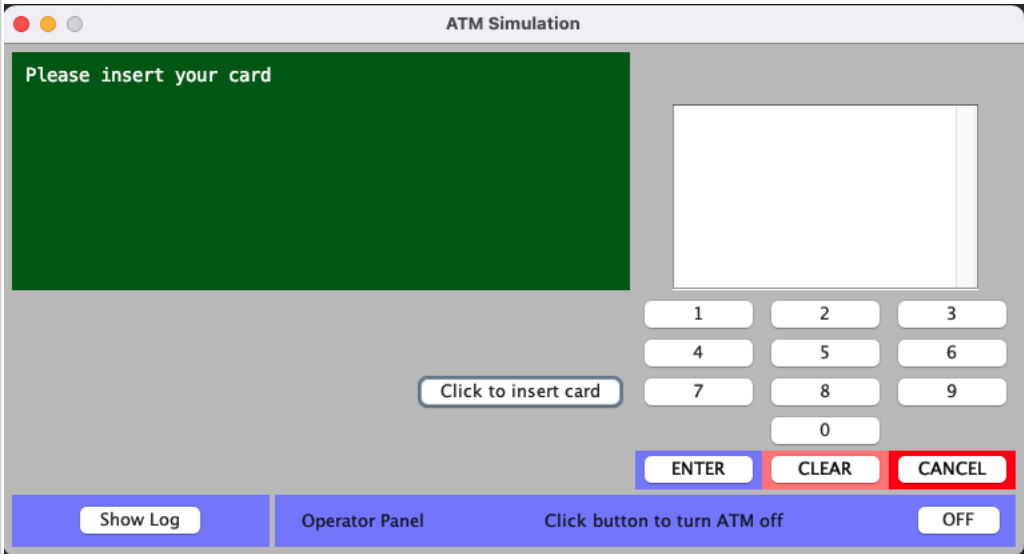 ATM Simulation
Please insert your card
1 2 3
4 5 6
Click to insert card 7 8 9
0
ENTER CLEAR CANCEL
Show Log Operator Panel Click button to turn ATM off OFF